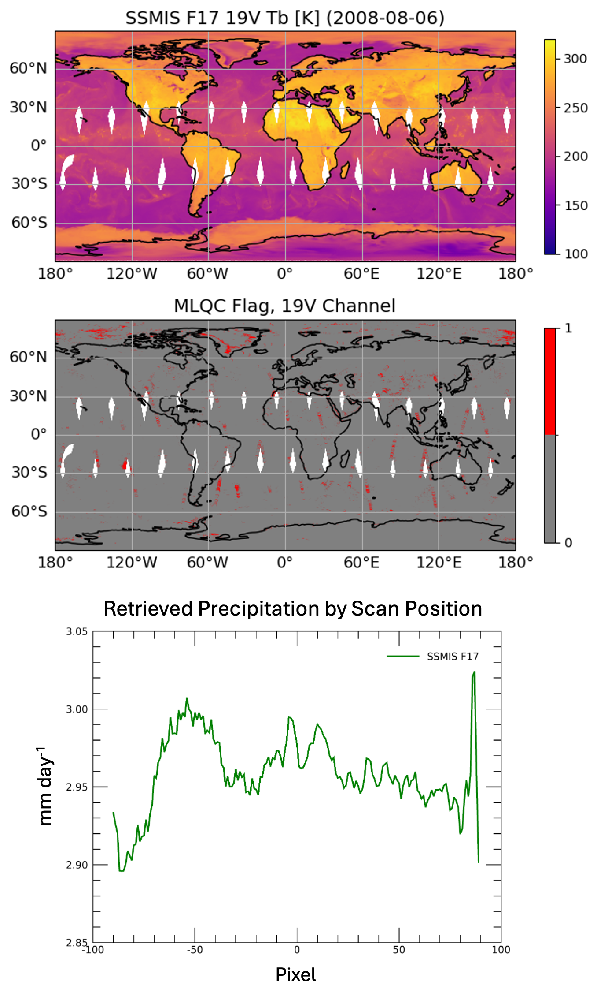 SSMIS F17 19V Tb [K] (2008-08-06)
60°N
30°N
0°
30°S
60°S
180° 120°W 60°W 0° 60°E 120°E 180°
300
250
200
150
100
MLQC Flag, 19V Channel
60°N
30°N
0°
30°S
60°S
180° 120°W 60°W 0° 60°E 120°E 180°
1
0
Retrieved Precipitation by Scan Position
mm day-1
3.05
3.00
2.95
2.90
2.85
SSMIS F17
-100 -50 0 50 100
Pixel